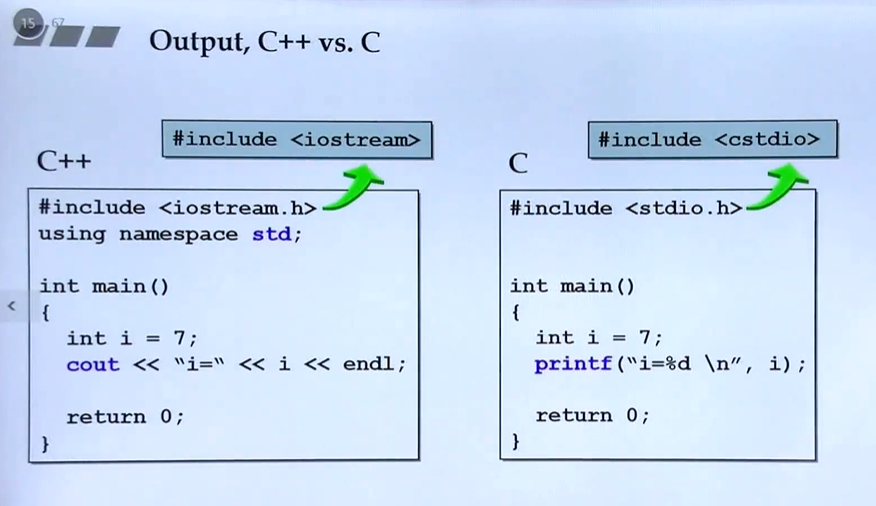 15
67
Output, C++ vs. C
#include <iostream>
C++
#include <iostream.h>
using namespace std;
int main()
{
int i = 7;
cout << "i=" << i << endl;
return 0;
}
#include <cstdio>
C
#include <stdio.h>
int main()
{
int i = 7;
printf("i=%d \n", i);
return 0;
}